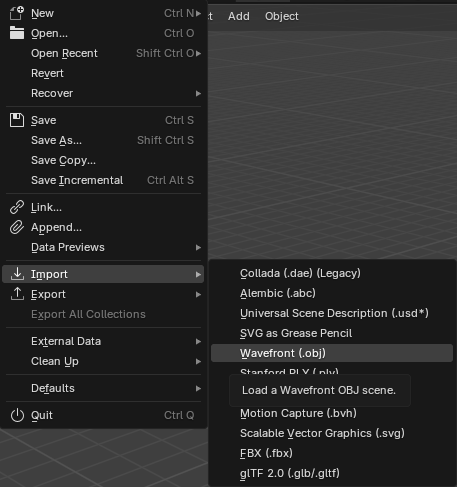 New Ctrl N
Open... Ctrl O
Open Recent Shift Ctrl O
Revert
Recover
Save Ctrl S
Save As... Shift Ctrl S
Save Copy...
Save Incremental Ctrl Alt S
Link...
Append...
Data Previews
Import
Export
Export All Collections
External Data
Clean Up
Defaults
Quit Ctrl Q
Add Object
Collada (.dae) (Legacy)
Alembic (.abc)
Universal Scene Description (.usd*)
SVG as Grease Pencil
Wavefront (.obj)
Stanford PLY (.ply)
Load a Wavefront OBJ scene.
Motion Capture (.bvh)
Scalable Vector Graphics (.svg)
FBX (.fbx)
glTF 2.0 (.glb/.gltf)